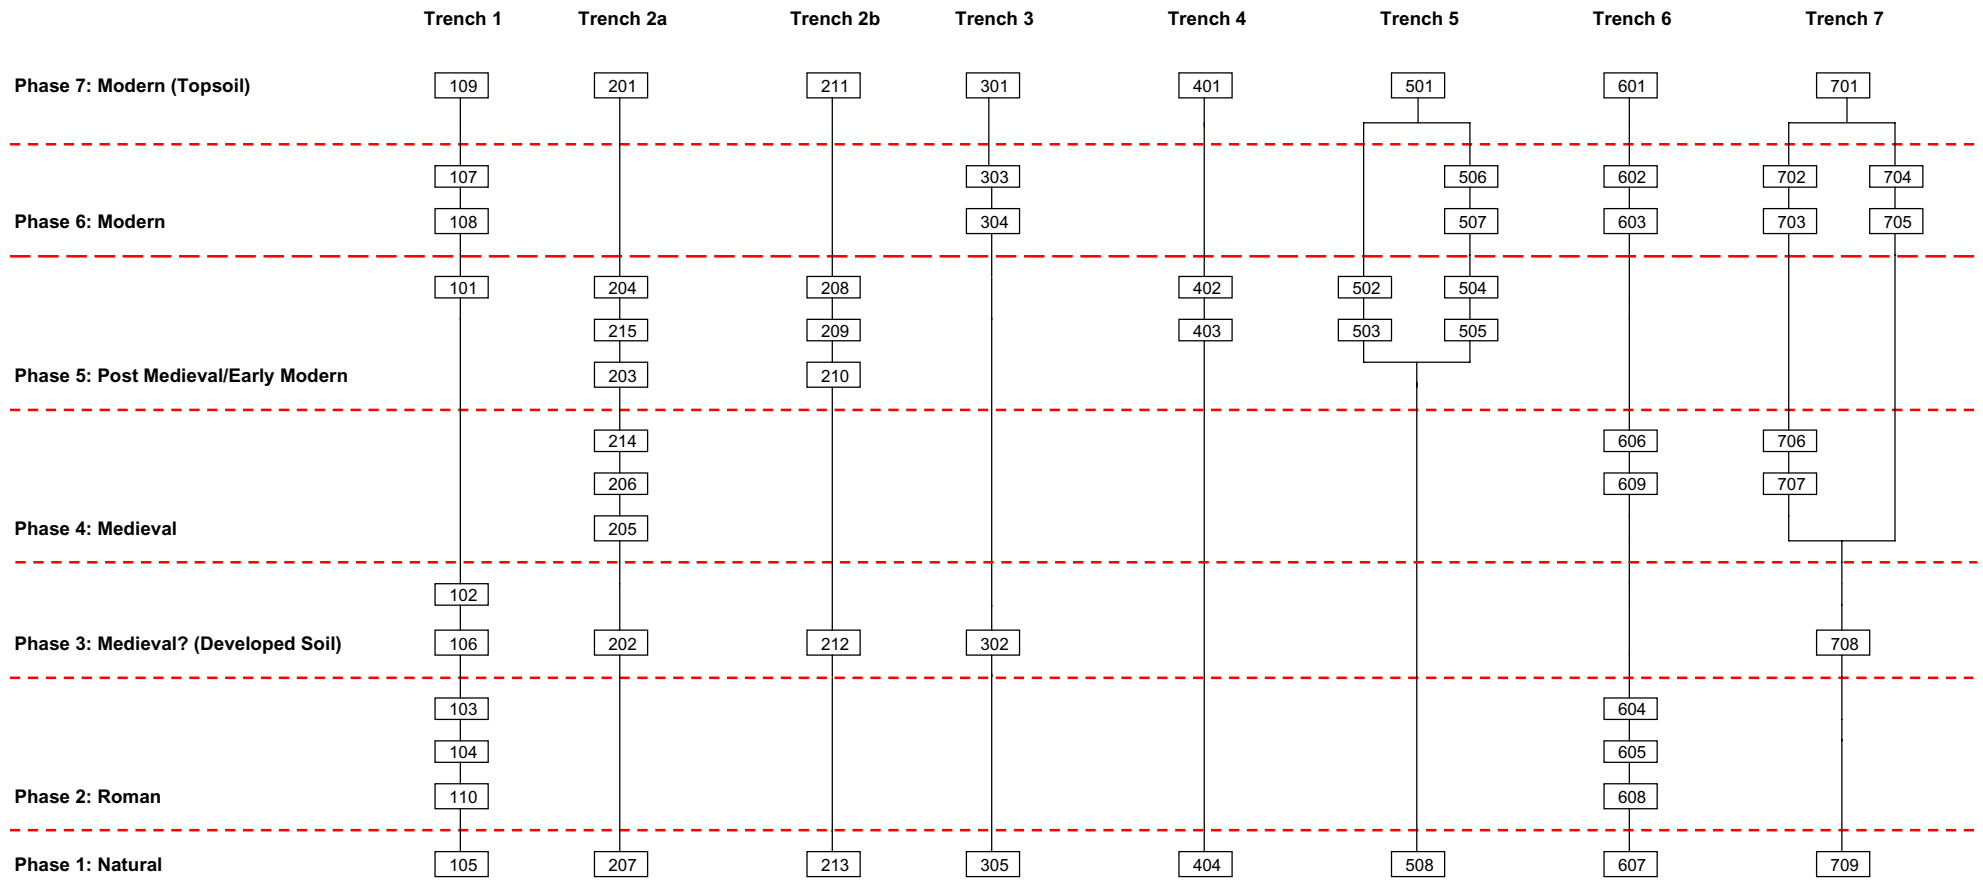 Trench 1 Trench 2a Trench 2b Trench 3 Trench 4 Trench 5 Trench 6 Trench 7
Phase 7: Modern (Topsoil) 109 201 211 301 401 501 601 701
107 303 506 602 702 704
Phase 6: Modern 108 304 507 603 703 705
101 204 208 402 502 504
215 209 403 503 505
Phase 5: Post Medieval/Early Modern 203 210
214 606 706
206 609 707
Phase 4: Medieval 205
102
Phase 3: Medieval? (Developed Soil) 106 202 212 302 708
103 604
104 605
Phase 2: Roman 110 608
Phase 1: Natural 105 207 213 305 404 508 607 709